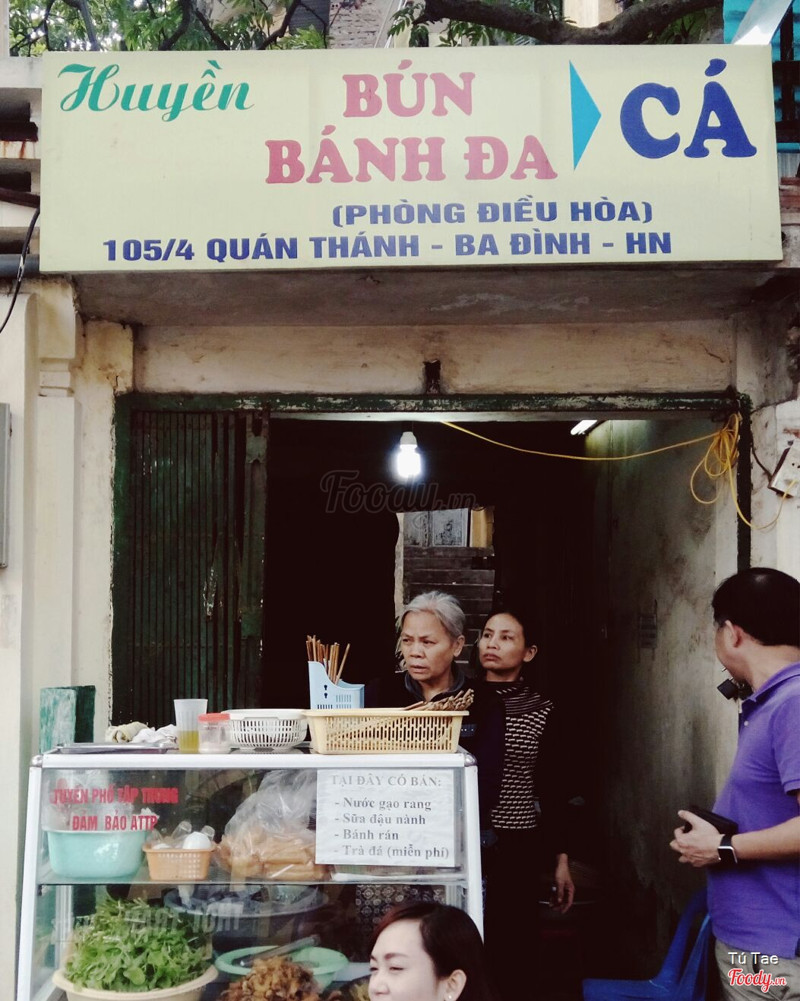 Huyền
BÚN
BÁNH ĐA
CÁ
(PHÒNG ĐIỀU HÒA)
105/4 QUÁN THÁNH - BA ĐÌNH - HN
Foody.vn
TUYẾN PHỐ TẬP TRUNG
ĐẢM BẢO ATTP
TẠI ĐÂY CÓ BÁN:
- Nước gạo rang
- Sữa đậu nành
- Bánh rán
- Trà đá (miễn phí)
Tú Tae
Foody.vn